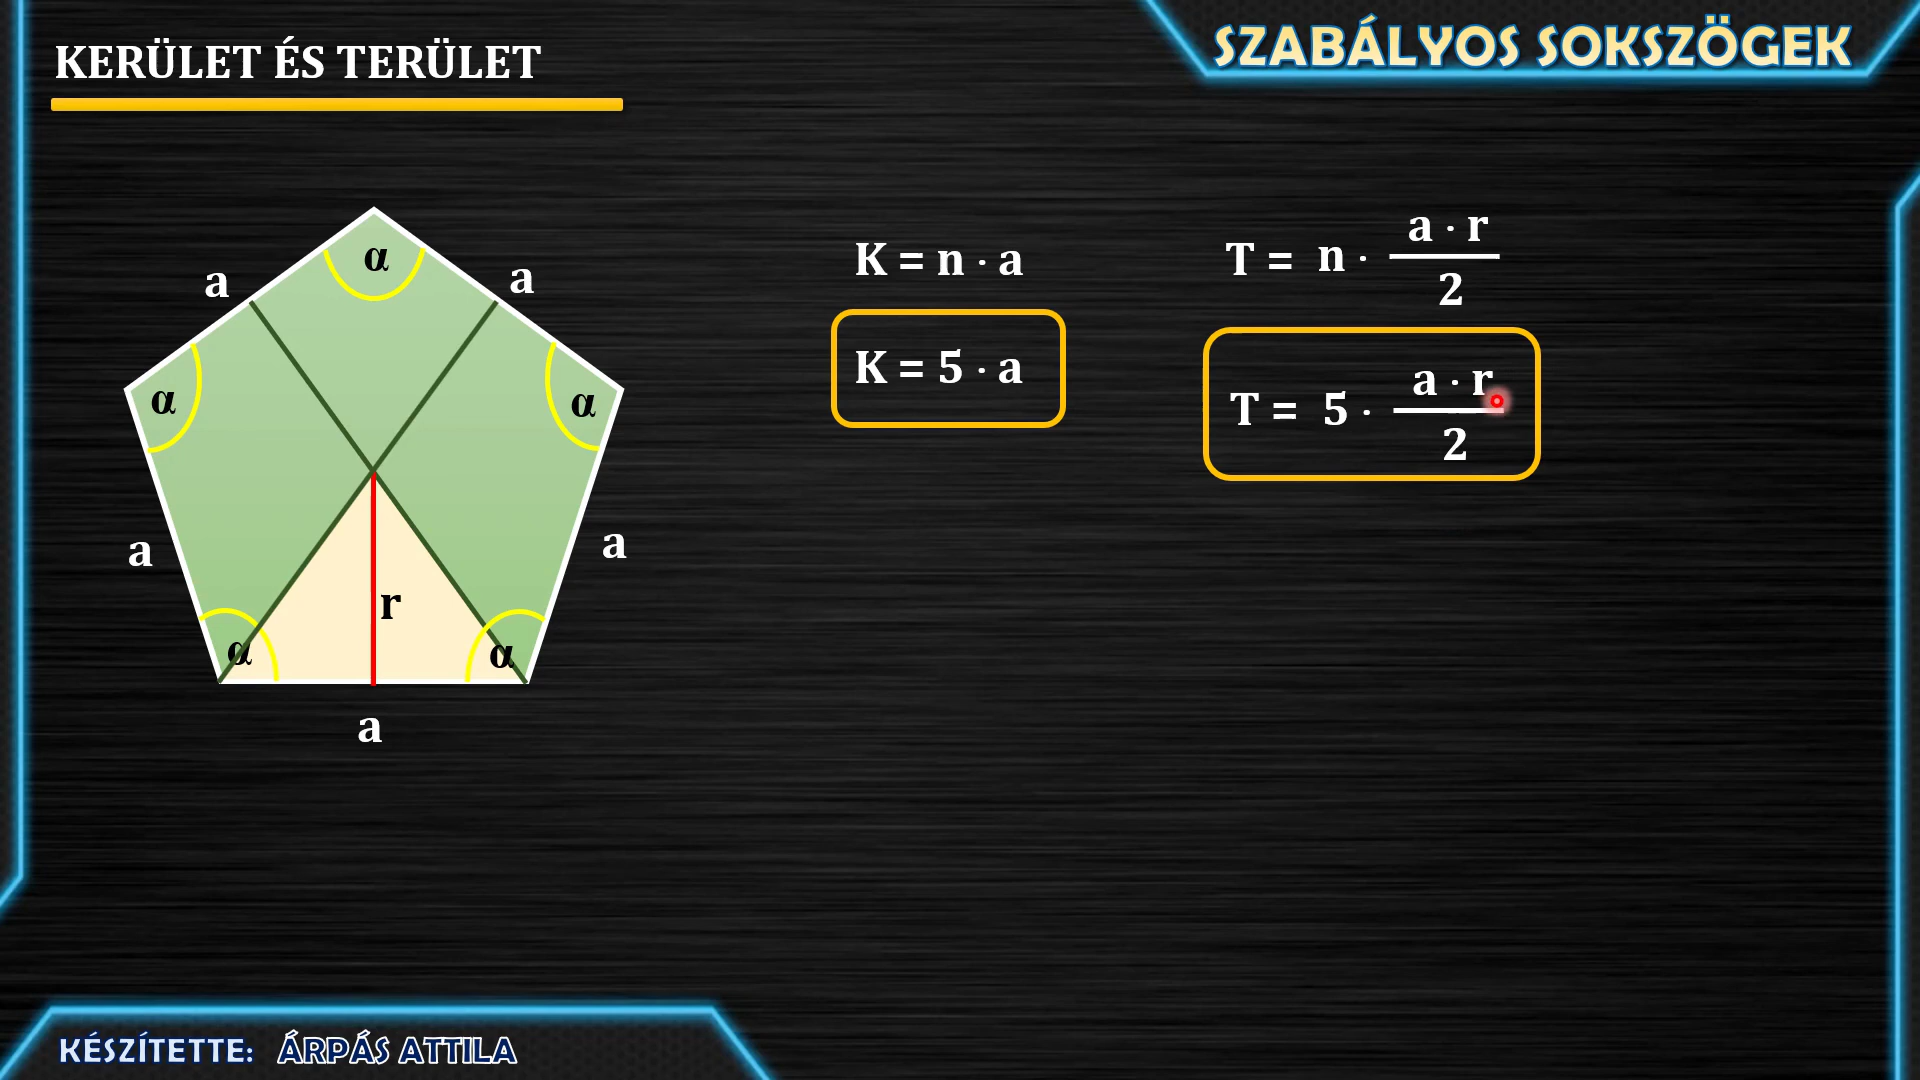 KERÜLET ÉS TERÜLET
SZABÁLYOS SOKSZÖGEK
α
a
a
α
α
a
a
r
α
α
a
K = n · a
K = 5 · a
T = n · a · r / 2
T = 5 · a · r / 2
KÉSZÍTETTE: ÁRPÁS ATTILA